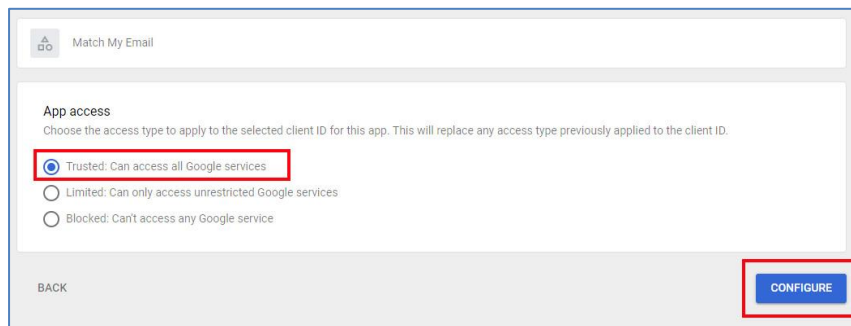 Match My Email
App access
Choose the access type to apply to the selected client ID for this app. This will replace any access type previously applied to the client ID.
Trusted: Can access all Google services
Limited: Can only access unrestricted Google services
Blocked: Can't access any Google service
BACK
CONFIGURE